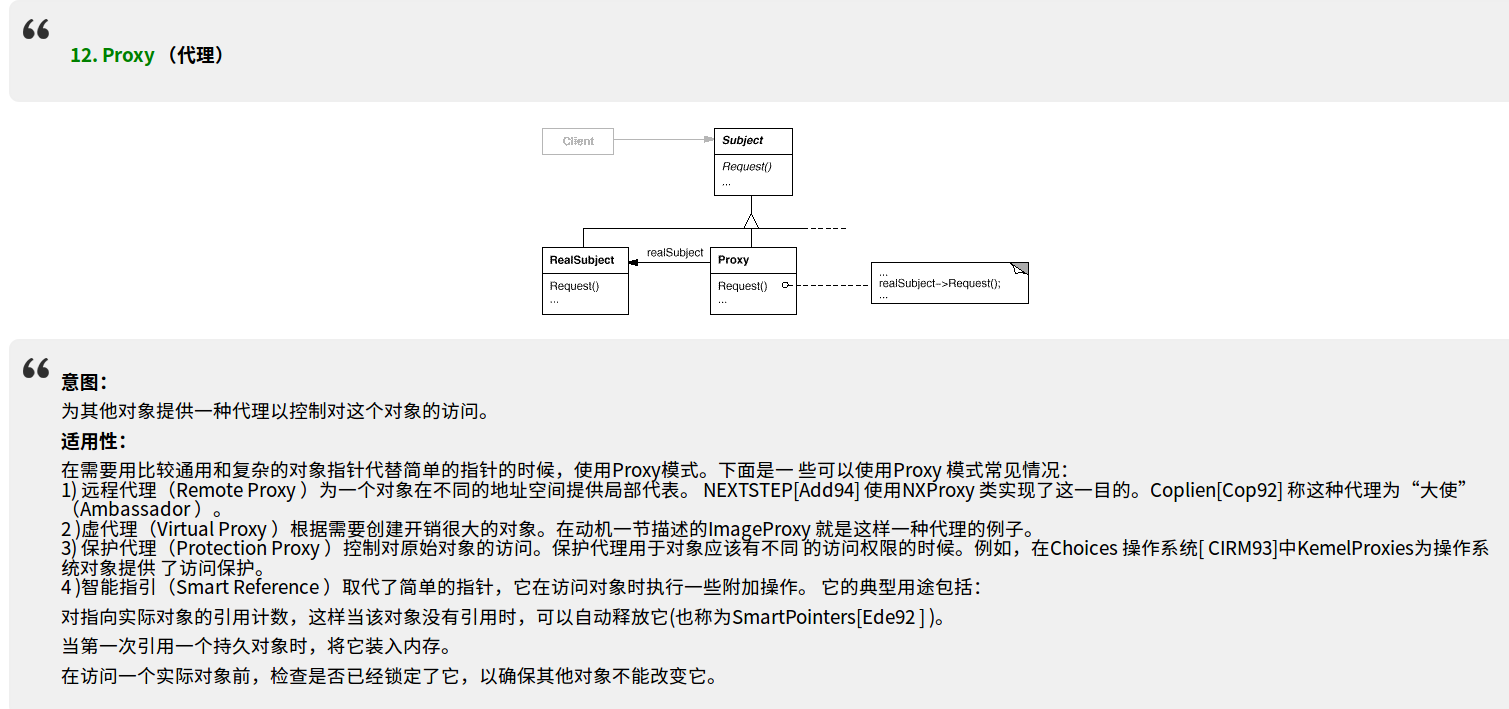 12. Proxy（代理）
Client
Subject
Request()
...
RealSubject
Request()
...
realSubject
Proxy
Request()
...
...
realSubject->Request();
...
意图：
为其他对象提供一种代理以控制对这个对象的访问。
适用性：
在需要用比较通用和复杂的对象指针代替简单的指针的时候，使用Proxy模式。下面是一 些可以使用Proxy 模式常见情况：
1) 远程代理（Remote Proxy ）为一个对象在不同的地址空间提供局部代表。 NEXTSTEP[Add94] 使用NXProxy 类实现了这一目的。Coplien[Cop92] 称这种代理为“大使”
（Ambassador ）。
2 )虚代理（Virtual Proxy ）根据需要创建开销很大的对象。在动机一节描述的ImageProxy 就是这样一种代理的例子。
3) 保护代理（Protection Proxy ）控制对原始对象的访问。保护代理用于对象应该有不同 的访问权限的时候。例如，在Choices 操作系统[ CIRM93]中KemelProxies为操作系
统对象提供 了访问保护。
4 )智能指引（Smart Reference ）取代了简单的指针，它在访问对象时执行一些附加操作。 它的典型用途包括：
对指向实际对象的引用计数，这样当该对象没有引用时，可以自动释放它(也称为SmartPointers[Ede92 ] )。
当第一次引用一个持久对象时，将它装入内存。
在访问一个实际对象前，检查是否已经锁定了它，以确保其他对象不能改变它。